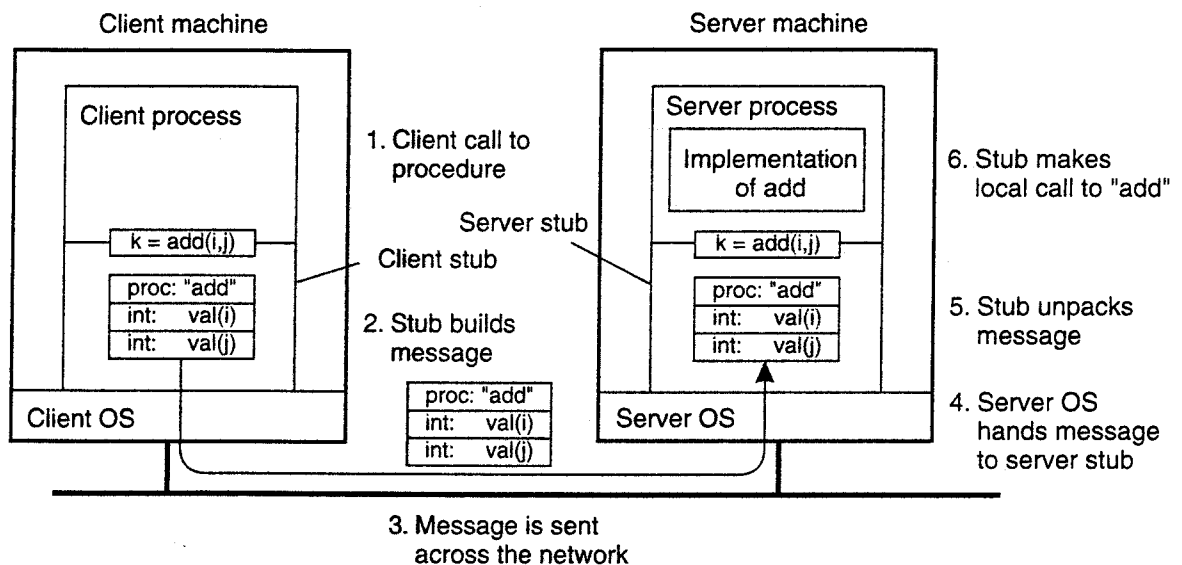 Client machine
Server machine
Client process
1. Client call to
procedure
k = add(i,j)
Client stub
proc: "add"
int: val(i)
int: val(j)
2. Stub builds
message
proc: "add"
int: val(i)
int: val(j)
Client OS
3. Message is sent
across the network
Server process
Implementation
of add
Server stub
k = add(i,j)
proc: "add"
int: val(i)
int: val(j)
Server OS
6. Stub makes
local call to "add"
5. Stub unpacks
message
4. Server OS
hands message
to server stub